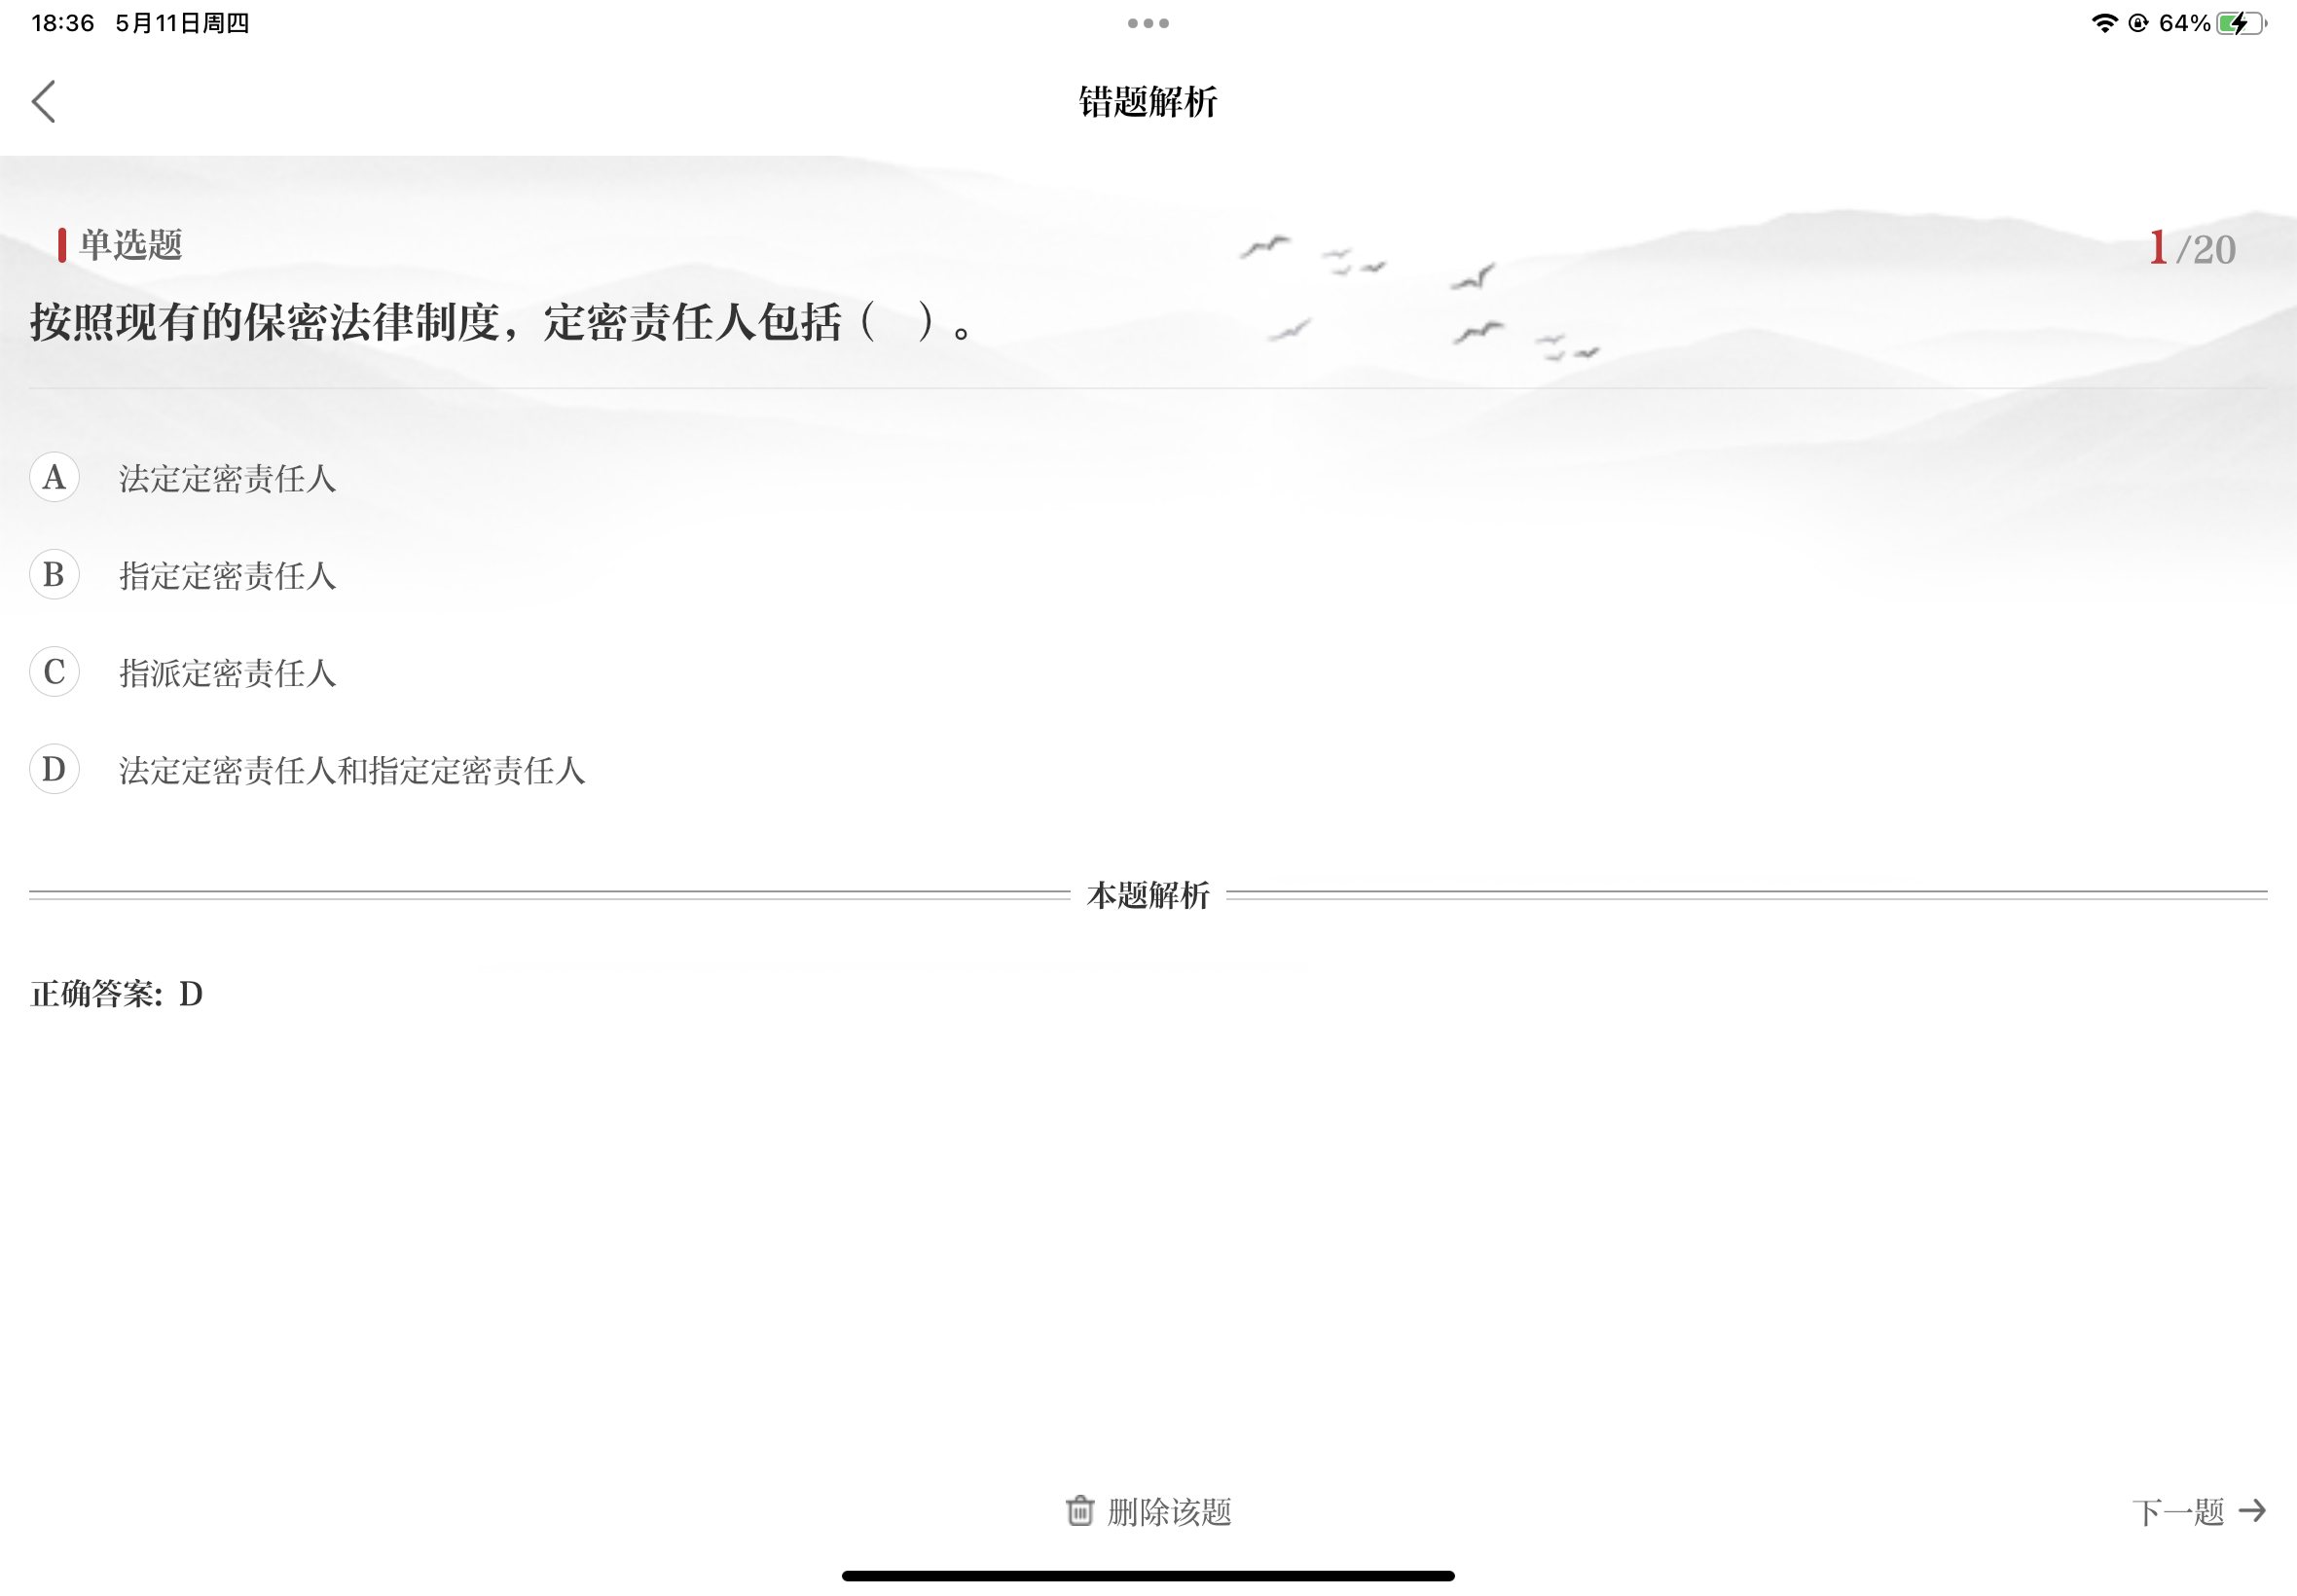 18:36 5月11日周四
64%
错题解析
单选题
1/20
按照现有的保密法律制度，定密责任人包括（ ）。
A 法定定密责任人
B 指定定密责任人
C 指派定密责任人
D 法定定密责任人和指定定密责任人
本题解析
正确答案：D
删除该题
下一题